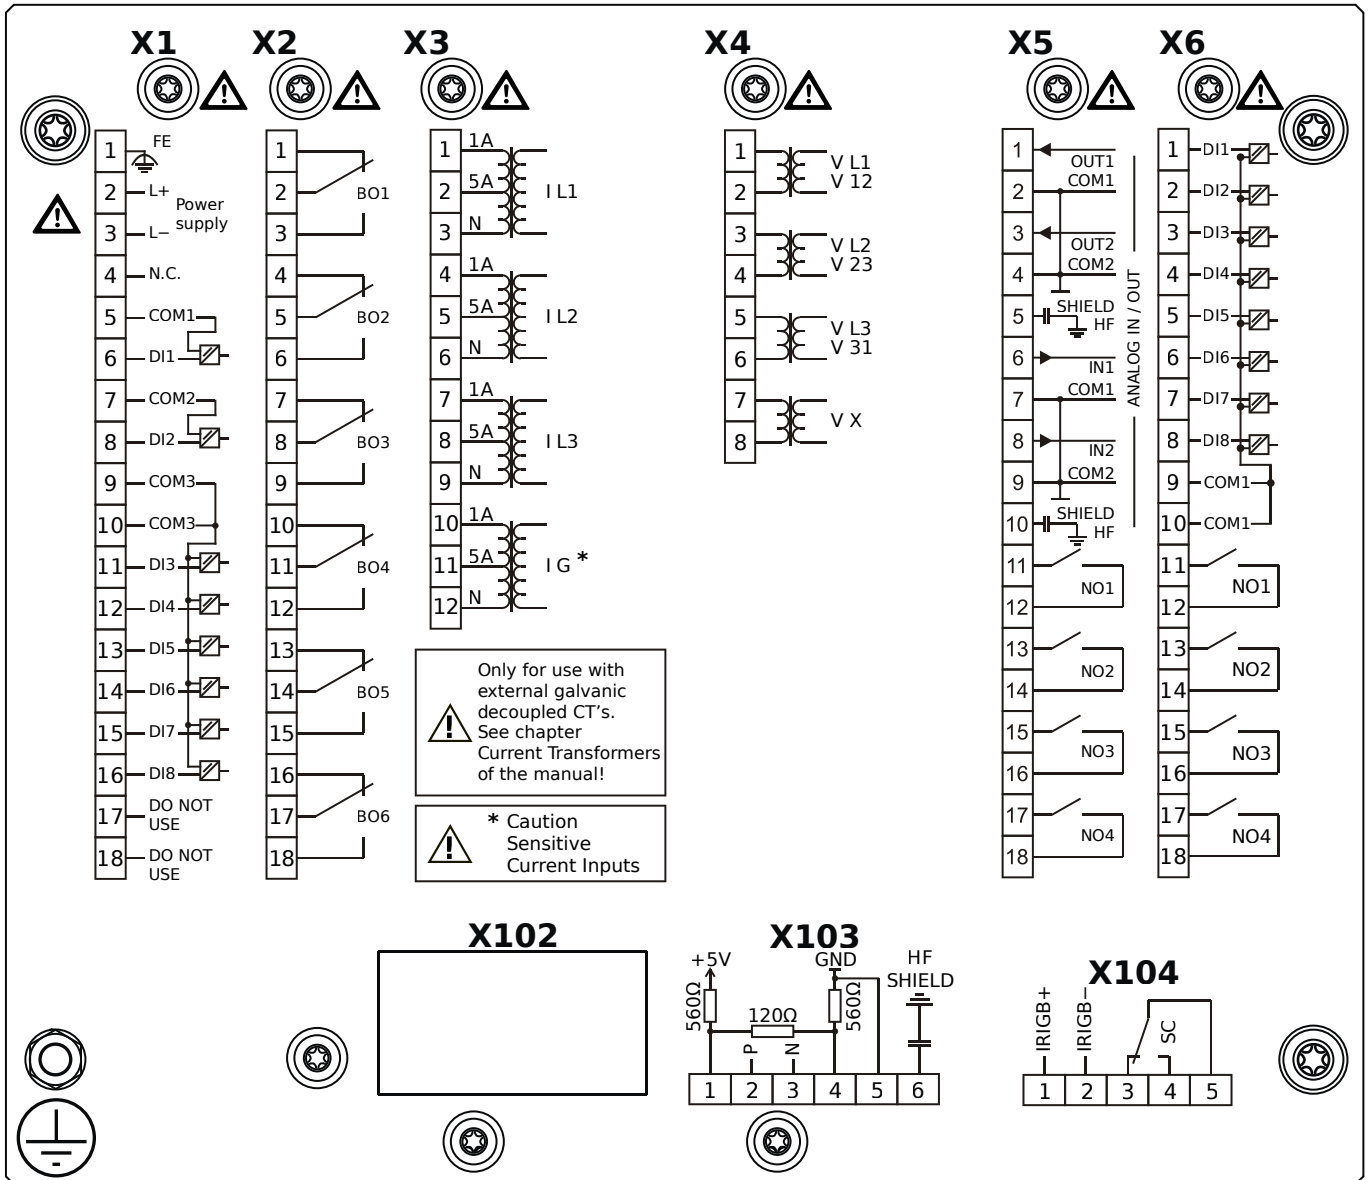 X1 X2 X3 X4 X5 X6
1 FE
2 L+
Power
supply
3 L−
4 N.C.
5 COM1
6 DI1
7 COM2
8 DI2
9 COM3
10 COM3
11 DI3
12 DI4
13 DI5
14 DI6
15 DI7
16 DI8
17 DO NOT
USE
18 DO NOT
USE
1
2 BO1
3
4
5 BO2
6
7
8 BO3
9
10
11 BO4
12
13
14 BO5
15
16
17 BO6
18
1 1A
2 5A I L1
3 N
4 1A
5 5A I L2
6 N
7 1A
8 5A I L3
9 N
10 1A
11 5A I G *
12 N
Only for use with
external galvanic
decoupled CT's.
See chapter
Current Transformers
of the manual!
* Caution
Sensitive
Current Inputs
1 V L1
2 V 12
3 V L2
4 V 23
5 V L3
6 V 31
7 V X
8
1 OUT1
2 COM1
3 OUT2
4 COM2
5 SHIELD
HF
6 IN1
7 COM1
8 IN2
9 COM2
10 SHIELD
HF
ANALOG IN / OUT
11 NO1
12
13 NO2
14
15 NO3
16
17 NO4
18
1 DI1
2 DI2
3 DI3
4 DI4
5 DI5
6 DI6
7 DI7
8 DI8
9 COM1
10 COM1
11 NO1
12
13 NO2
14
15 NO3
16
17 NO4
18
X102
X103
+5V GND HF
SHIELD
560Ω 120Ω 560Ω
P N
1 2 3 4 5 6
X104
IRIGB+ IRIGB− SC
1 2 3 4 5